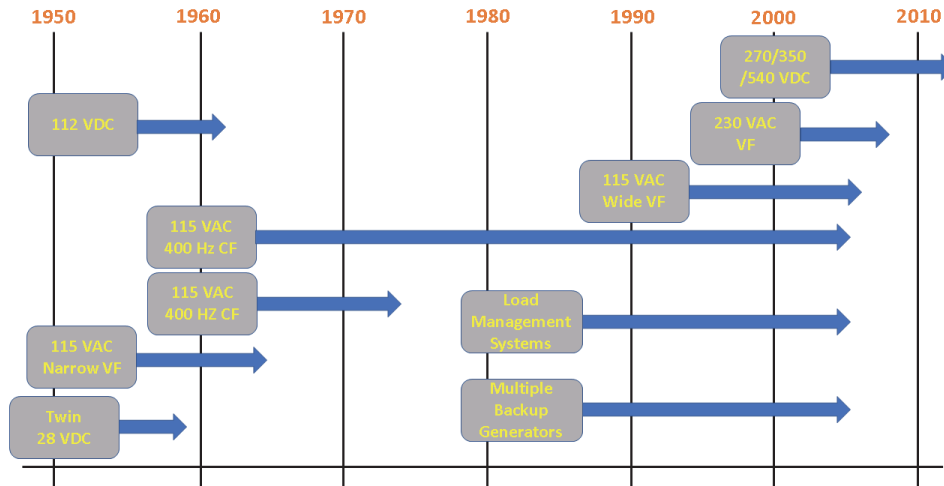 1950 1960 1970 1980 1990 2000 2010
270/350
/540 VDC
112 VDC
230 VAC
VF
115 VAC
Wide VF
115 VAC
400 Hz CF
115 VAC
400 HZ CF
Load
Management
Systems
115 VAC
Narrow VF
Multiple
Backup
Generators
Twin
28 VDC